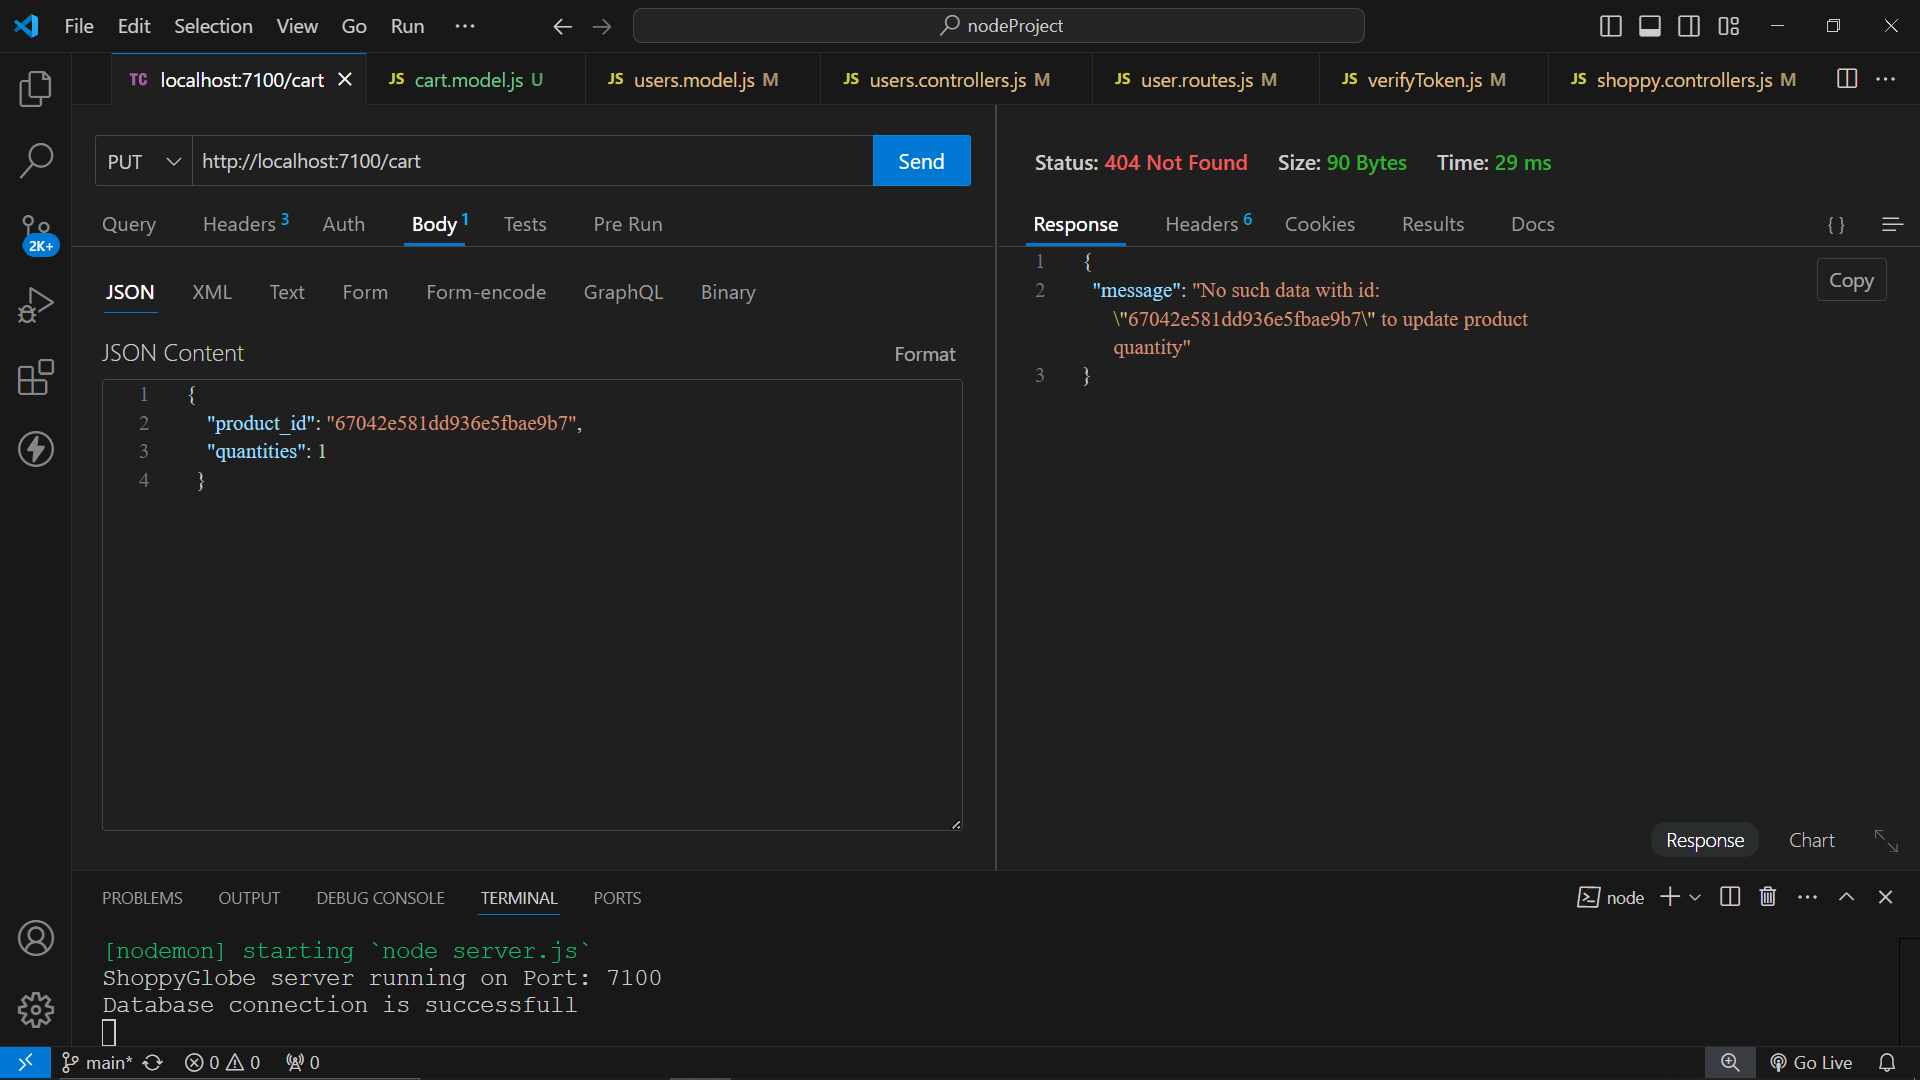 File Edit Selection View Go Run ··· nodeProject
TC localhost:7100/cart JS cart.model.js U JS users.model.js M JS users.controllers.js M JS user.routes.js M JS verifyToken.js M JS shoppy.controllers.js M
PUT http://localhost:7100/cart Send
Status: 404 Not Found Size: 90 Bytes Time: 29 ms
Query Headers 3 Auth Body 1 Tests Pre Run
Response Headers 6 Cookies Results Docs { }
2K+
JSON XML Text Form Form-encode GraphQL Binary
JSON Content Format
1 {
2 "product_id": "67042e581dd936e5fbae9b7",
3 "quantities": 1
4 }
1 {
2 "message": "No such data with id:
\"67042e581dd936e5fbae9b7\" to update product
quantity"
3 }
Copy
Response Chart
PROBLEMS OUTPUT DEBUG CONSOLE TERMINAL PORTS node
[nodemon] starting `node server.js`
ShoppyGlobe server running on Port: 7100
Database connection is successfull
main* 0 0 0 Go Live